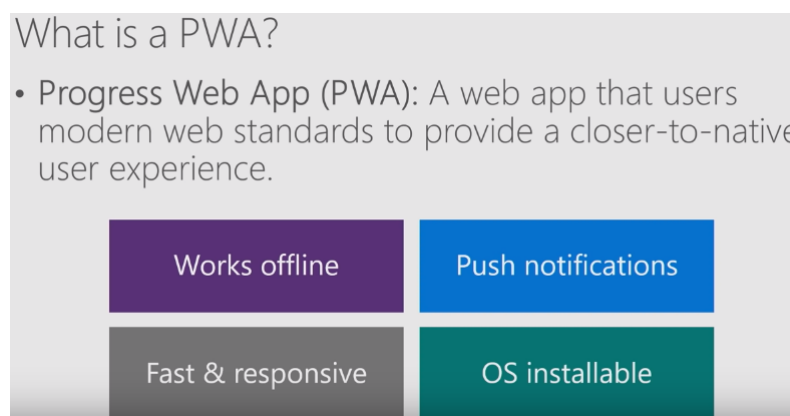 What is a PWA?
• Progress Web App (PWA): A web app that users
modern web standards to provide a closer-to-native
user experience.
Works offline
Push notifications
Fast & responsive
OS installable